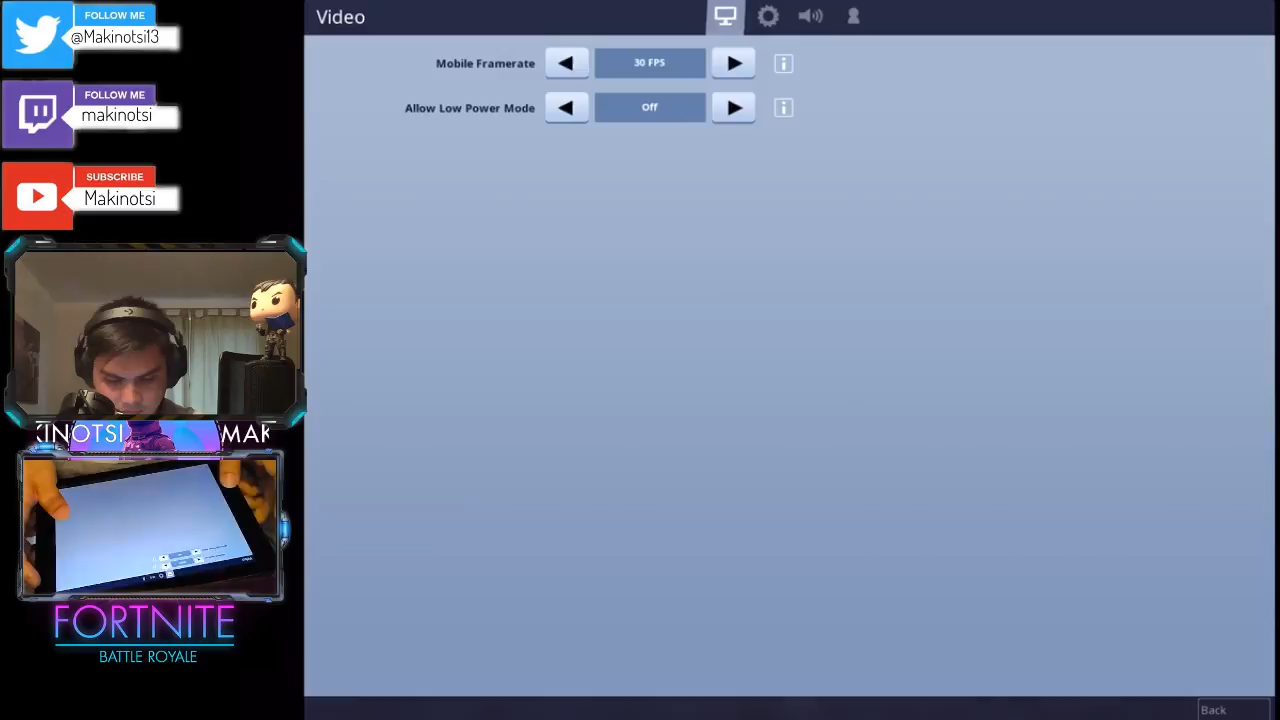 FOLLOW ME
@Makinotsi13
FOLLOW ME
makinotsi
SUBSCRIBE
Makinotsi
KINOTSI MAK
FORTNITE
BATTLE ROYALE
Video
Mobile Framerate 30 FPS
Allow Low Power Mode Off
Back